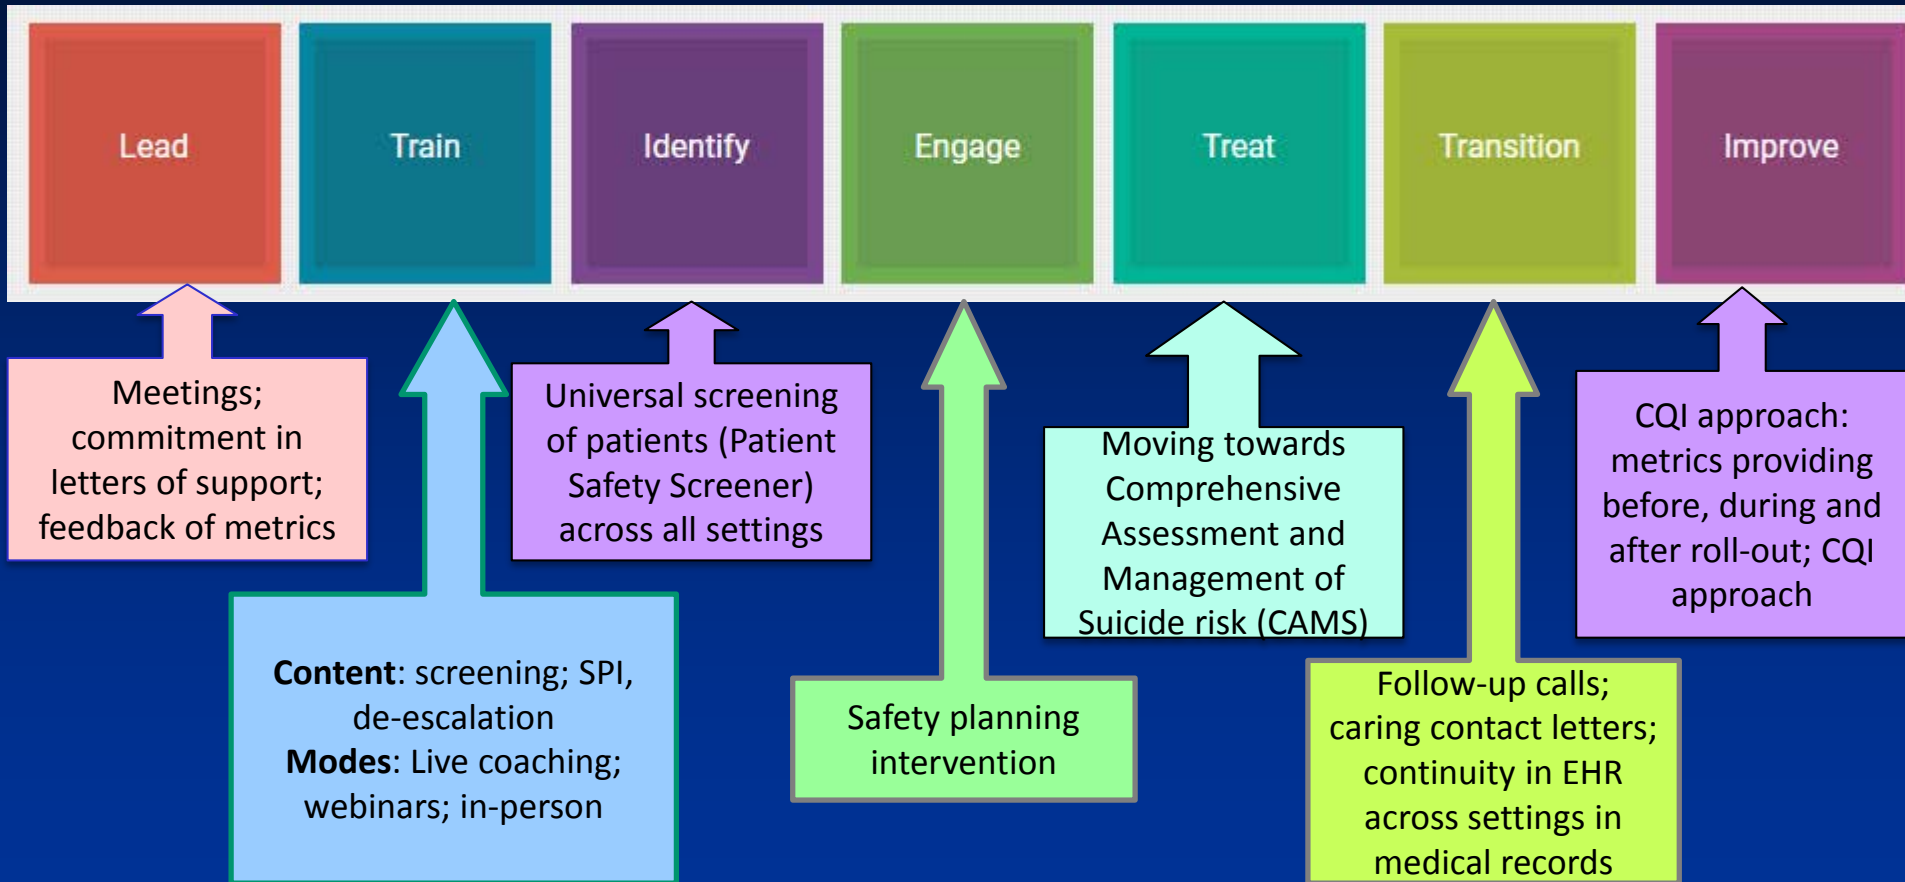 Lead
Train
Identify
Engage
Treat
Transition
Improve
Meetings;
commitment in
letters of support;
feedback of metrics
Content: screening; SPI,
de-escalation
Modes: Live coaching;
webinars; in-person
Universal screening
of patients (Patient
Safety Screener)
across all settings
Safety planning
intervention
Moving towards
Comprehensive
Assessment and
Management of
Suicide risk (CAMS)
Follow-up calls;
caring contact letters;
continuity in EHR
across settings in
medical records
CQI approach:
metrics providing
before, during and
after roll-out; CQI
approach